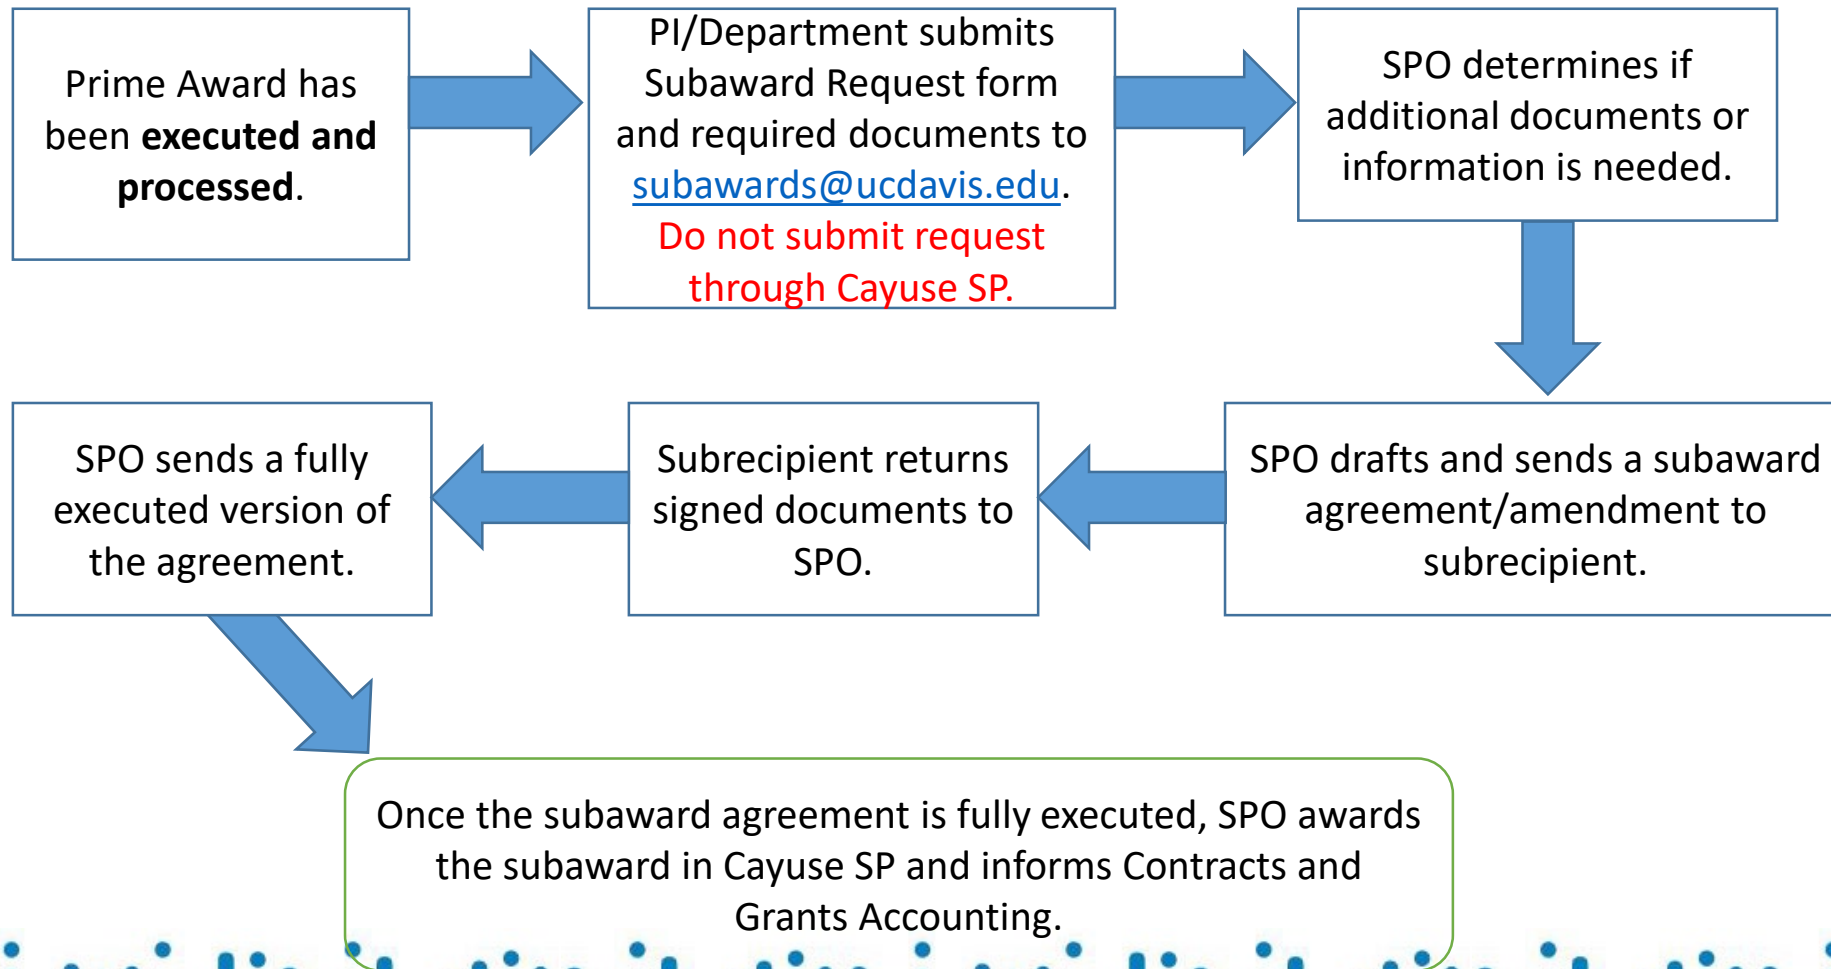 Prime Award has
been executed and
processed.
PI/Department submits
Subaward Request form
and required documents to
subawards@ucdavis.edu.
Do not submit request
through Cayuse SP.
SPO determines if
additional documents or
information is needed.
SPO drafts and sends a subaward
agreement/amendment to
subrecipient.
Subrecipient returns
signed documents to
SPO.
SPO sends a fully
executed version of
the agreement.
Once the subaward agreement is fully executed, SPO awards
the subaward in Cayuse SP and informs Contracts and
Grants Accounting.